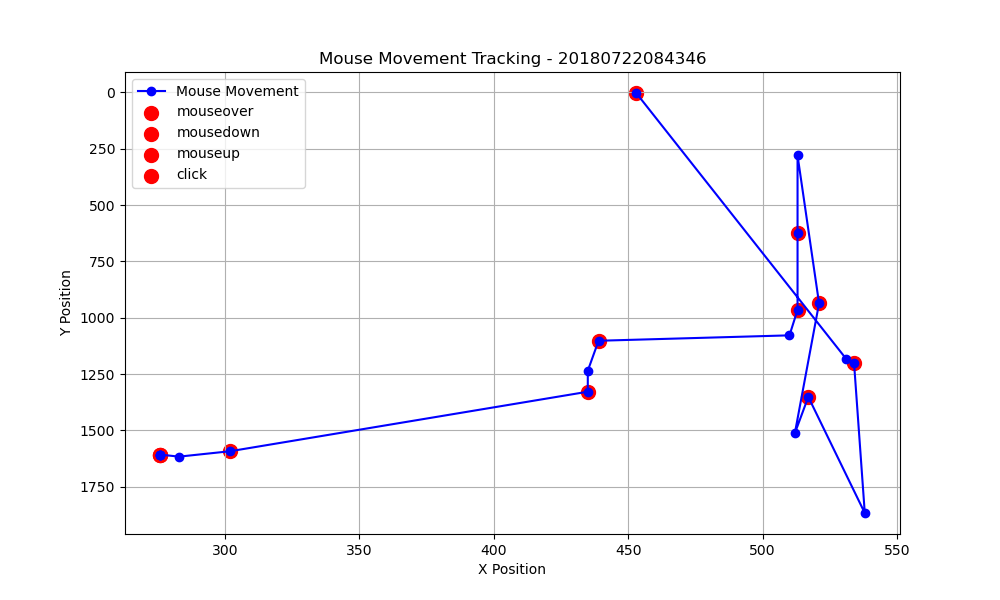 Mouse Movement Tracking - 20180722084346
Mouse Movement
mouseover
mousedown
mouseup
click
0
250
500
750
1000
1250
1500
1750
Y Position
300
350
400
450
500
550
X Position